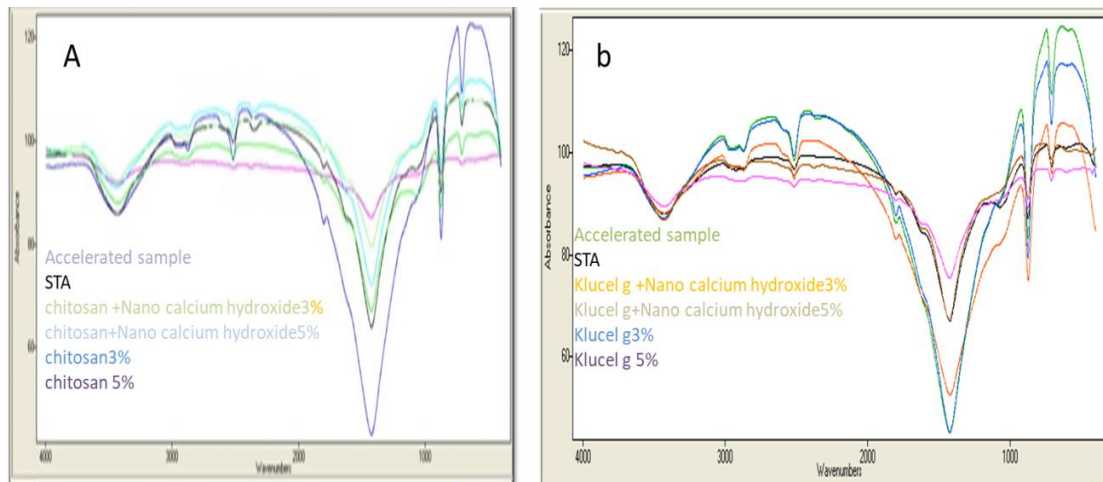 A
120
100
80
60
Absorbance
Accelerated sample
STA
chitosan +Nano calcium hydroxide3%
chitosan+Nano calcium hydroxide5%
chitosan3%
chitosan 5%
4000
3000
2000
1000
Wavenumbers
b
120
100
80
60
Absorbance
Accelerated sample
STA
Klucel g +Nano calcium hydroxide3%
Klucel g+Nano calcium hydroxide5%
Klucel g3%
Klucel g 5%
4000
3000
2000
1000
Wavenumbers